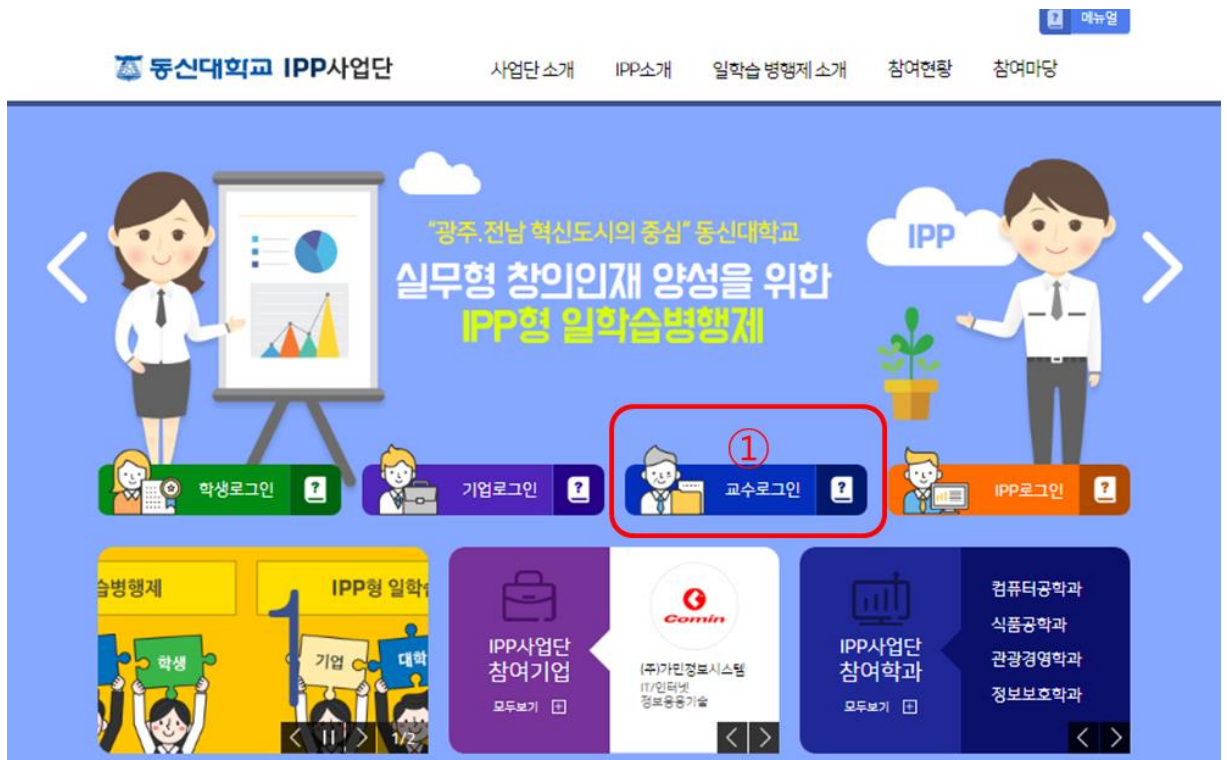 메뉴얼
동신대학교 IPP사업단
사업단 소개 IPP소개 일학습 병행제 소개 참여현황 참여마당
"광주.전남 혁신도시의 중심" 동신대학교
실무형 창의인재 양성을 위한
IPP형 일학습병행제
IPP
①
학생로그인 ?
기업로그인 ?
교수로그인 ?
IPP로그인 ?
습병행제
IPP형 일학
학생
기업
대학
1/2
IPP사업단
참여기업
모두보기
Comin
(주)가민정보시스템
IT/인터넷
정보응용기술
IPP사업단
참여학과
모두보기
컴퓨터공학과
식품공학과
관광경영학과
정보보호학과